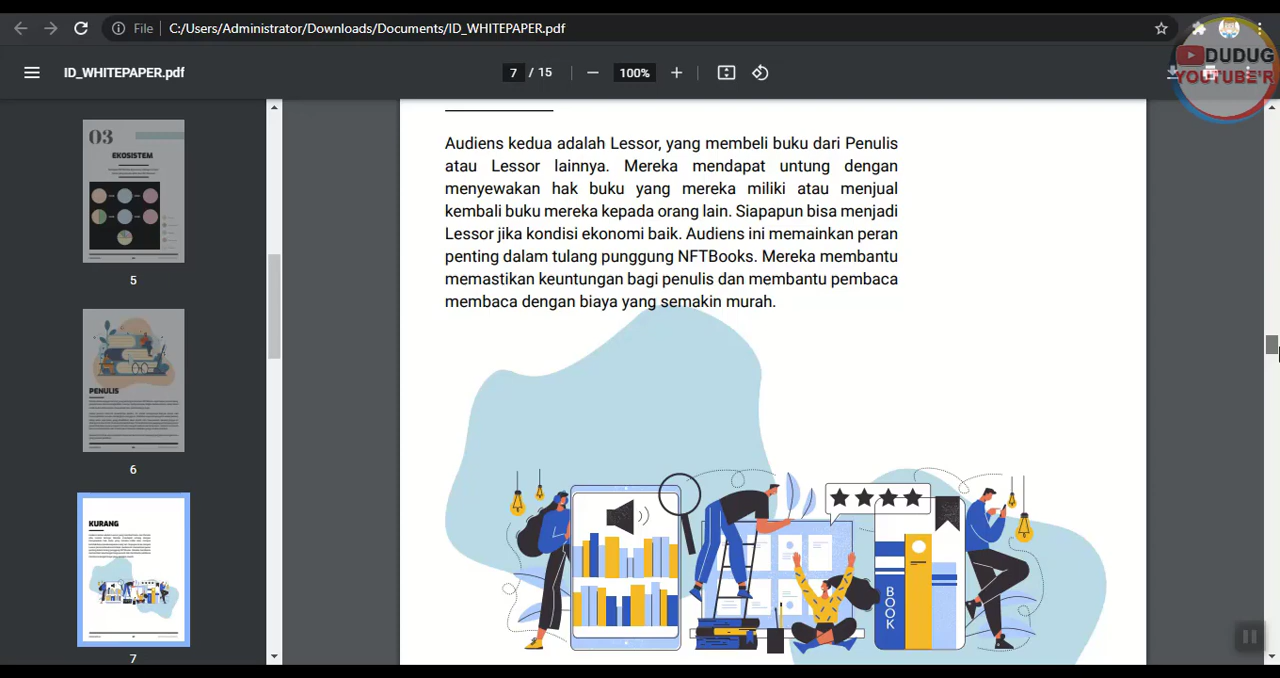 File
C:/Users/Administrator/Downloads/Documents/ID_WHITEPAPER.pdf
DUDUG
YOUTUBE'R
ID_WHITEPAPER.pdf
7 / 15
100%
03
EKOSISTEM
5
PENULIS
6
KURANG
7
Audiens kedua adalah Lessor, yang membeli buku dari Penulis
atau Lessor lainnya. Mereka mendapat untung dengan
menyewakan hak buku yang mereka miliki atau menjual
kembali buku mereka kepada orang lain. Siapapun bisa menjadi
Lessor jika kondisi ekonomi baik. Audiens ini memainkan peran
penting dalam tulang punggung NFTBooks. Mereka membantu
memastikan keuntungan bagi penulis dan membantu pembaca
membaca dengan biaya yang semakin murah.
BOOK